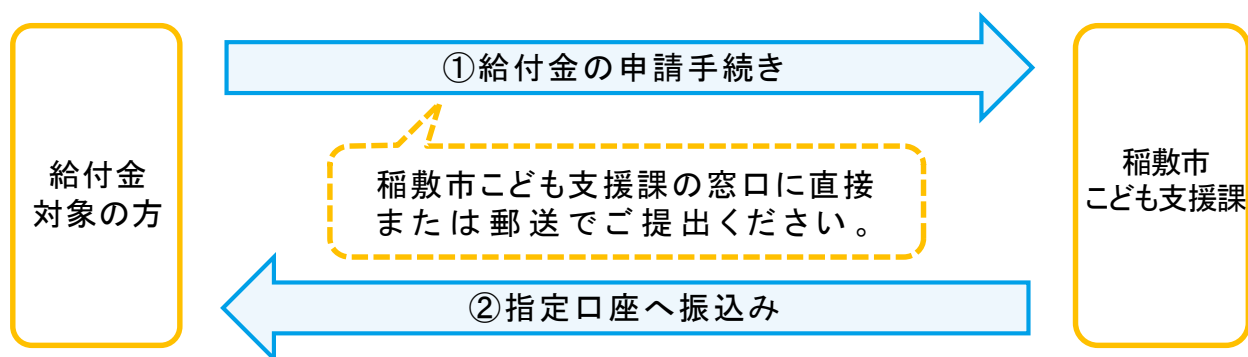 ①給付金の申請手続き
給付金
対象の方
稲敷市こども支援課の窓口に直接
または郵送でご提出ください。
稲敷市
こども支援課
②指定口座へ振込み